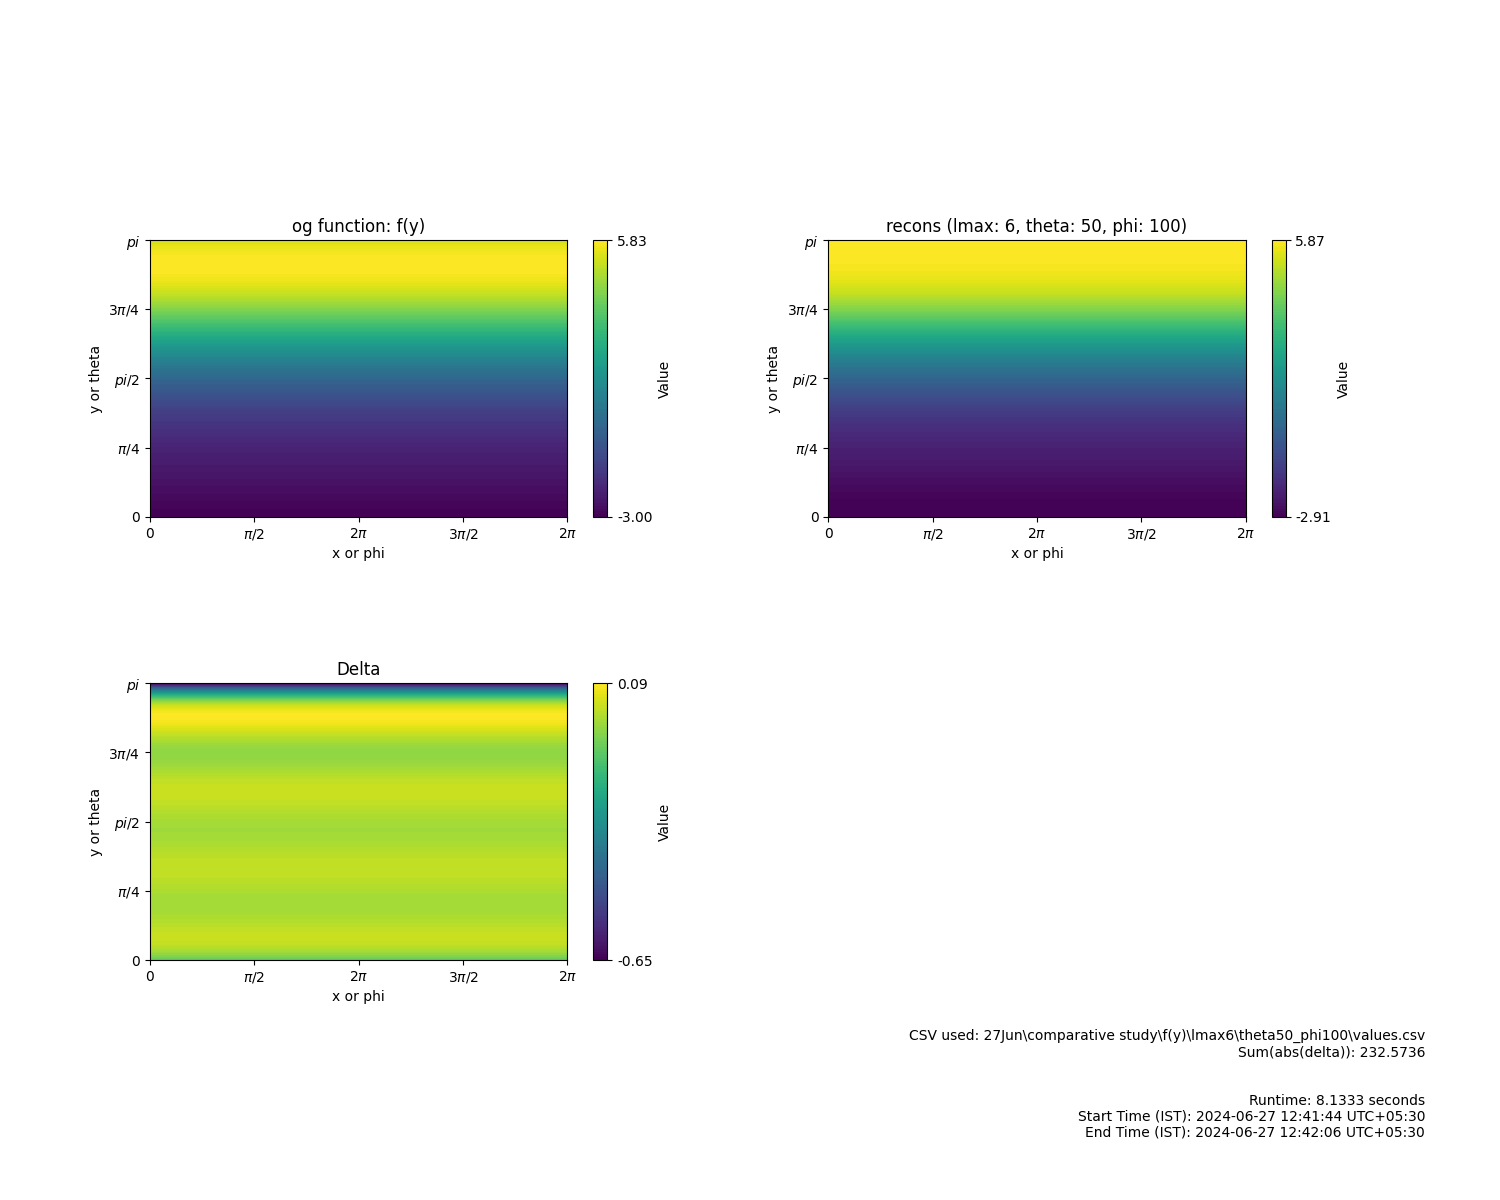 og function: f(y)
pi
3π/4
pi/2
π/4
0
y or theta
0
π/2
2π
3π/2
2π
x or phi
5.83
-3.00
Value
recons (lmax: 6, theta: 50, phi: 100)
pi
3π/4
pi/2
π/4
0
y or theta
0
π/2
2π
3π/2
2π
x or phi
5.87
-2.91
Value
Delta
pi
3π/4
pi/2
π/4
0
y or theta
0
π/2
2π
3π/2
2π
x or phi
0.09
-0.65
Value
CSV used: 27Jun\comparative study\f(y)\lmax6\theta50_phi100\values.csv
Sum(abs(delta)): 232.5736
Runtime: 8.1333 seconds
Start Time (IST): 2024-06-27 12:41:44 UTC+05:30
End Time (IST): 2024-06-27 12:42:06 UTC+05:30